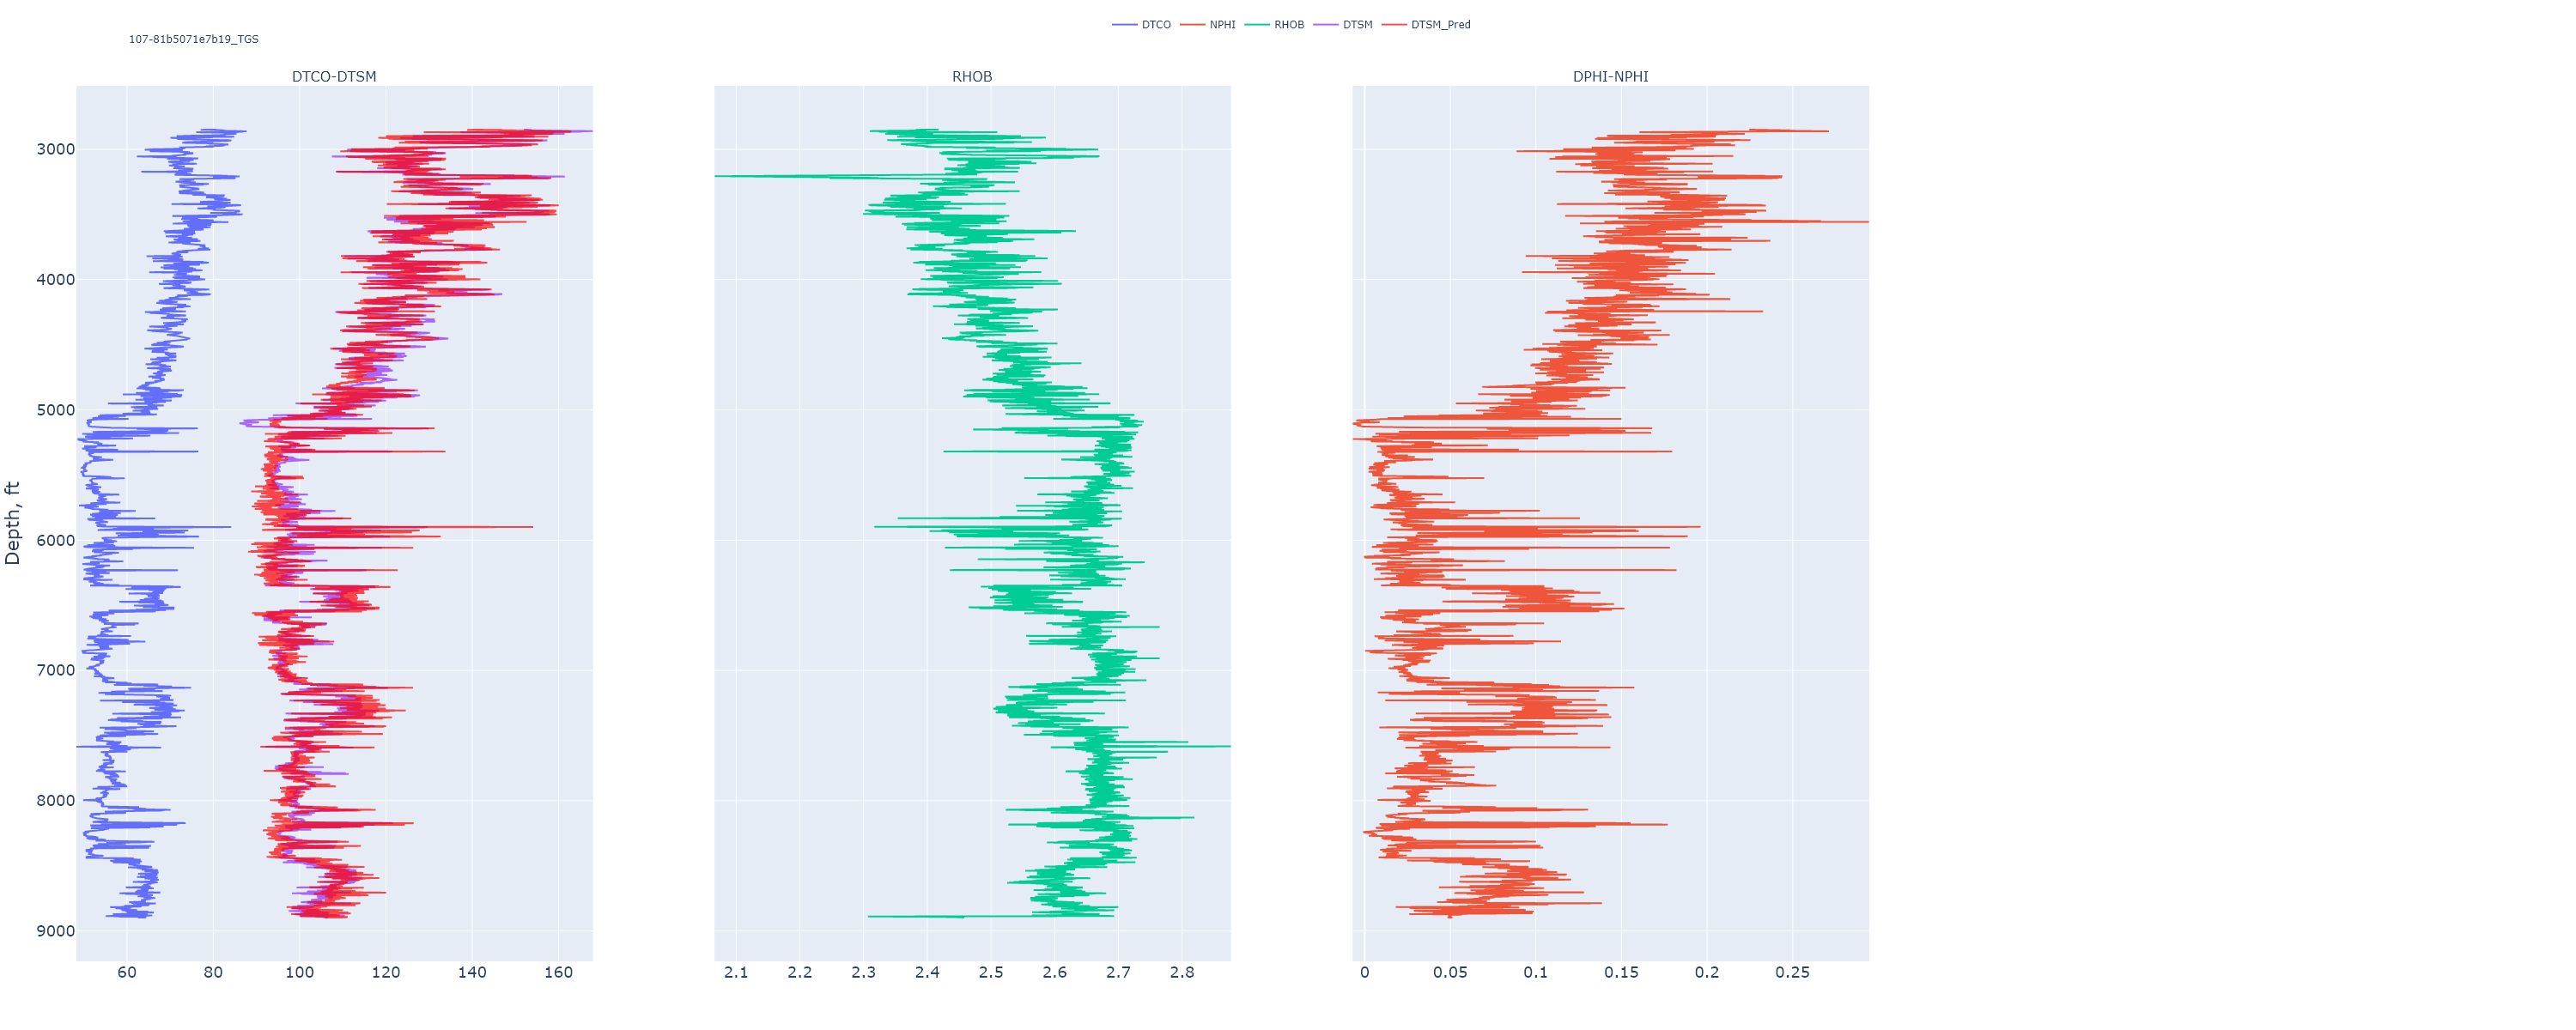 DTCO NPHI RHOB DTSM DTSM_Pred
107-81b5071e7b19_TGS
DTCO-DTSM RHOB DPHI-NPHI
Depth, ft
3000
4000
5000
6000
7000
8000
9000
60 80 100 120 140 160
2.1 2.2 2.3 2.4 2.5 2.6 2.7 2.8
0 0.05 0.1 0.15 0.2 0.25